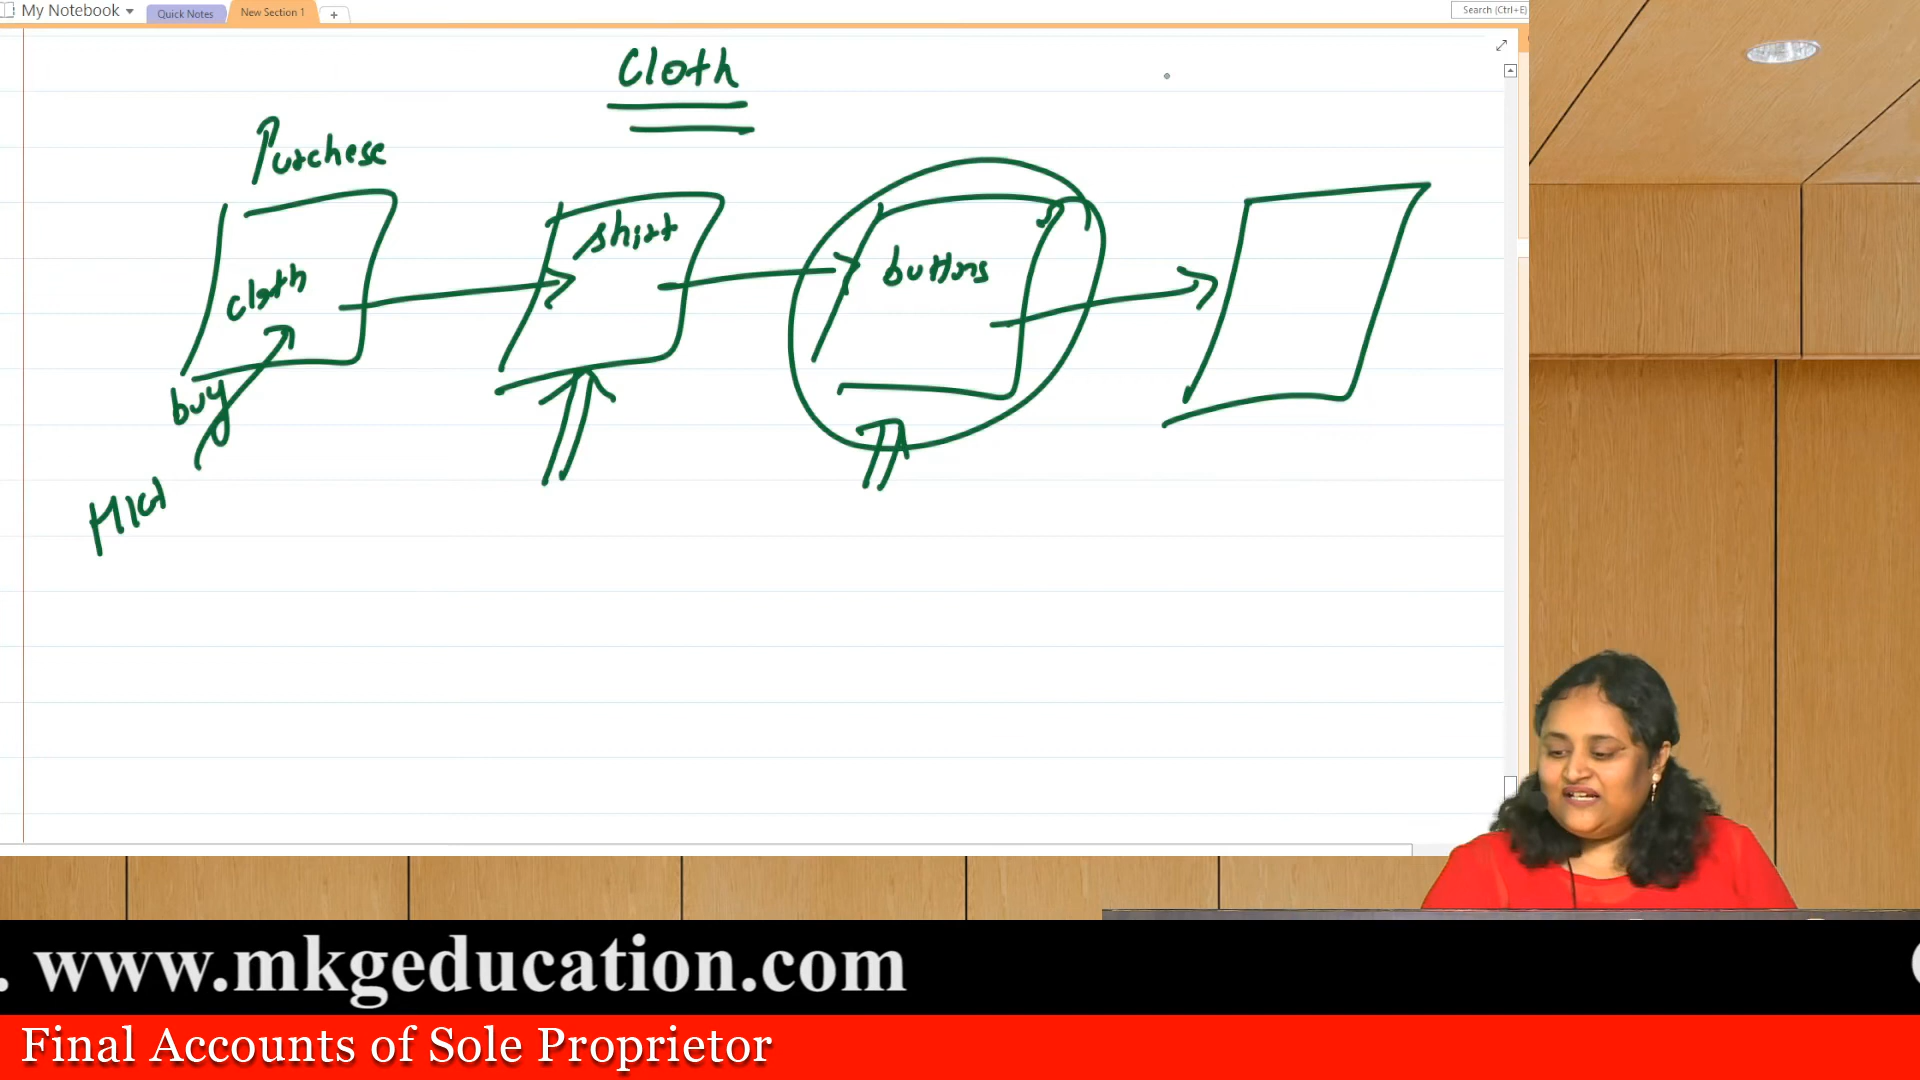 My Notebook
Quick Notes
New Section 1
+
Search (Ctrl+E)
Cloth
Purchese
cloth
shirt
buttons
buy
. www.mkgeducation.com
Final Accounts of Sole Proprietor